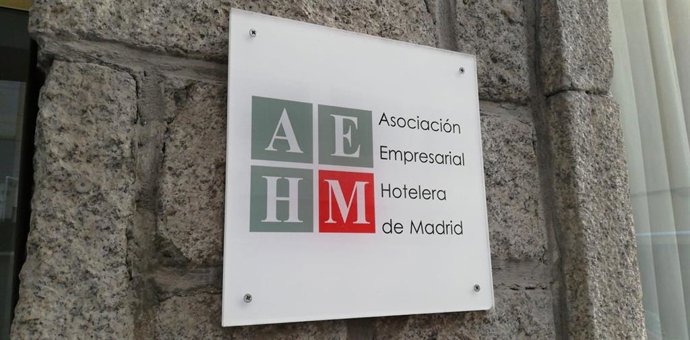 AE
HM
Asociación
Empresarial
Hotelera
de Madrid